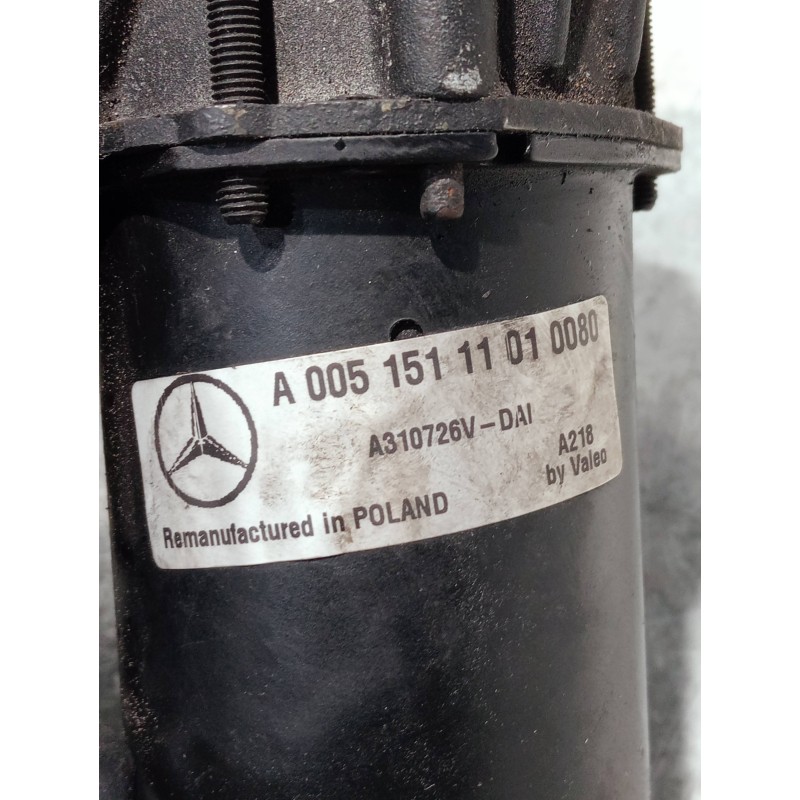 A 005 151 11 01 0080
A310726V-DAI
A218
by Valeo
Remanufactured in POLAND